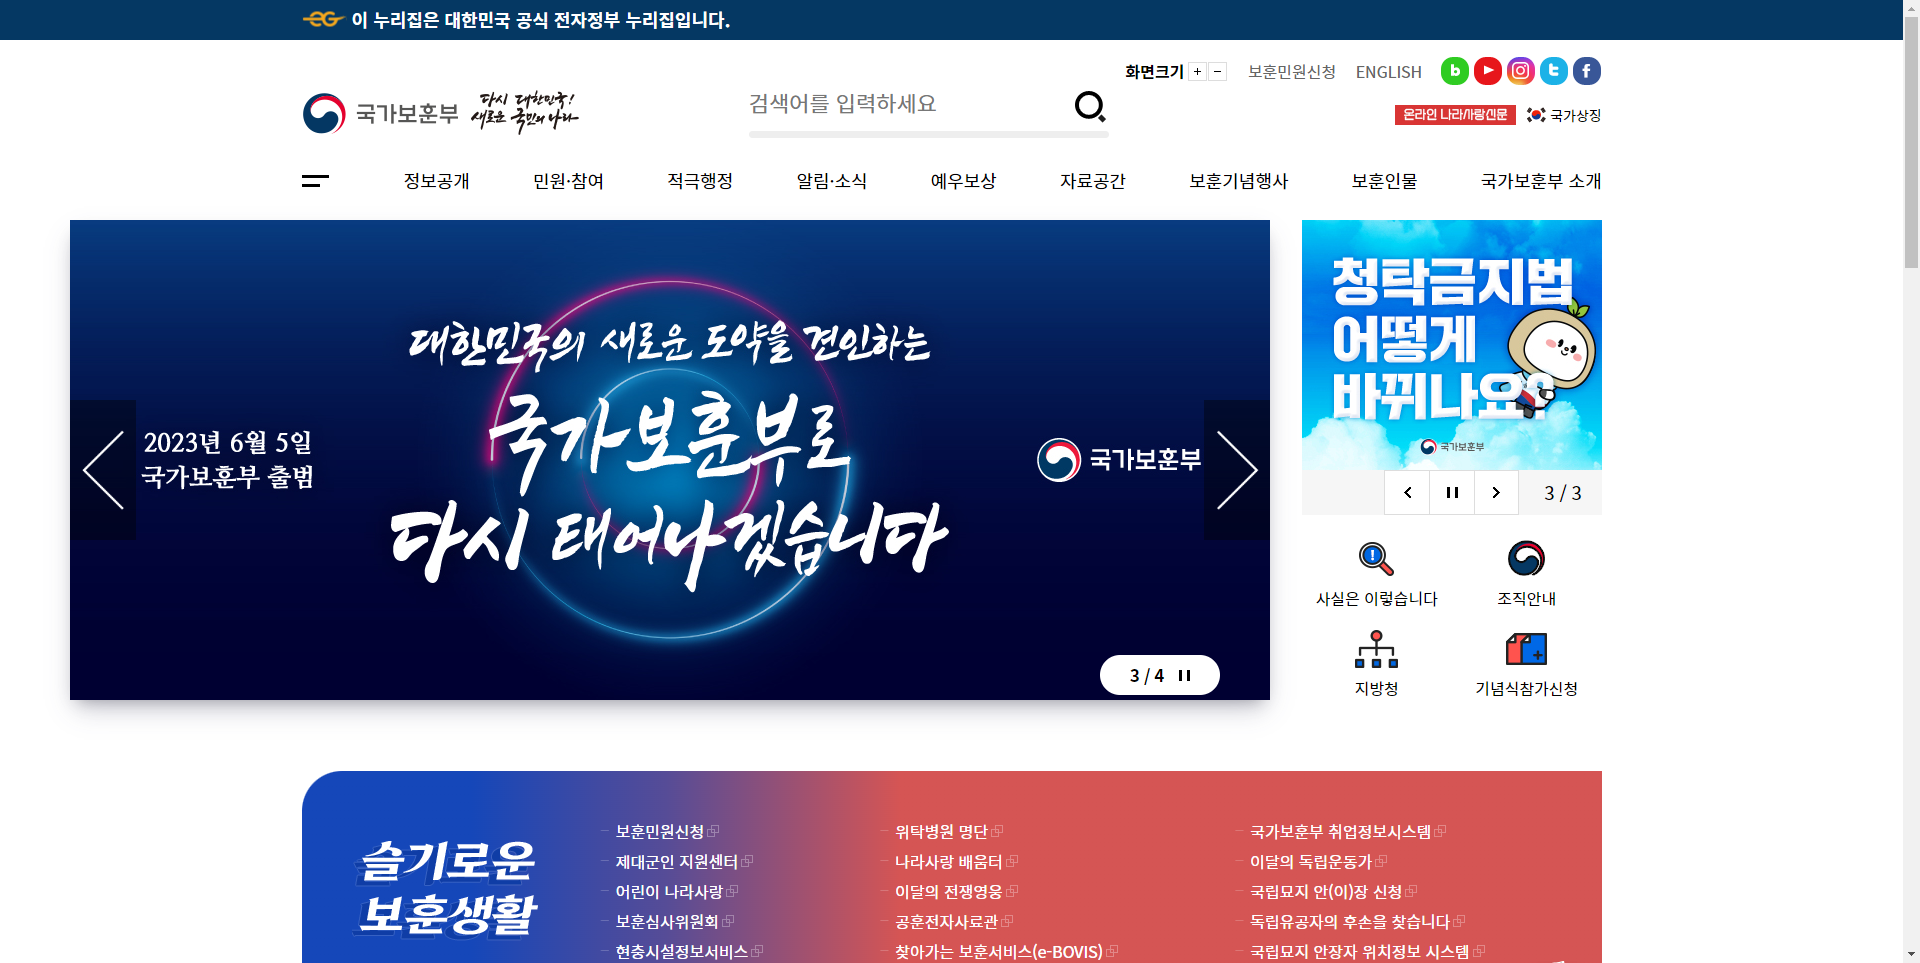 이 누리집은 대한민국 공식 전자정부 누리집입니다.
화면크기 + -
보훈민원신청
ENGLISH
국가보훈부
다시 대한민국!
새로운 국민의 나라
검색어를 입력하세요
온라인 나라사랑신문
국가상징
정보공개
민원·참여
적극행정
알림·소식
예우보상
자료공간
보훈기념행사
보훈인물
국가보훈부 소개
대한민국의 새로운 도약을 견인하는
국가보훈부로
다시 태어나겠습니다
2023년 6월 5일
국가보훈부 출범
국가보훈부
3 / 4
청탁금지법
어떻게
바뀌나요?
국가보훈부
3 / 3
사실은 이렇습니다
조직안내
지방청
기념식참가신청
슬기로운
보훈생활
보훈민원신청
제대군인 지원센터
어린이 나라사랑
보훈심사위원회
현충시설정보서비스
위탁병원 명단
나라사랑 배움터
이달의 전쟁영웅
공훈전자사료관
찾아가는 보훈서비스(e-BOVIS)
국가보훈부 취업정보시스템
이달의 독립운동가
국립묘지 안(이)장 신청
독립유공자의 후손을 찾습니다
국립묘지 안장자 위치정보 시스템